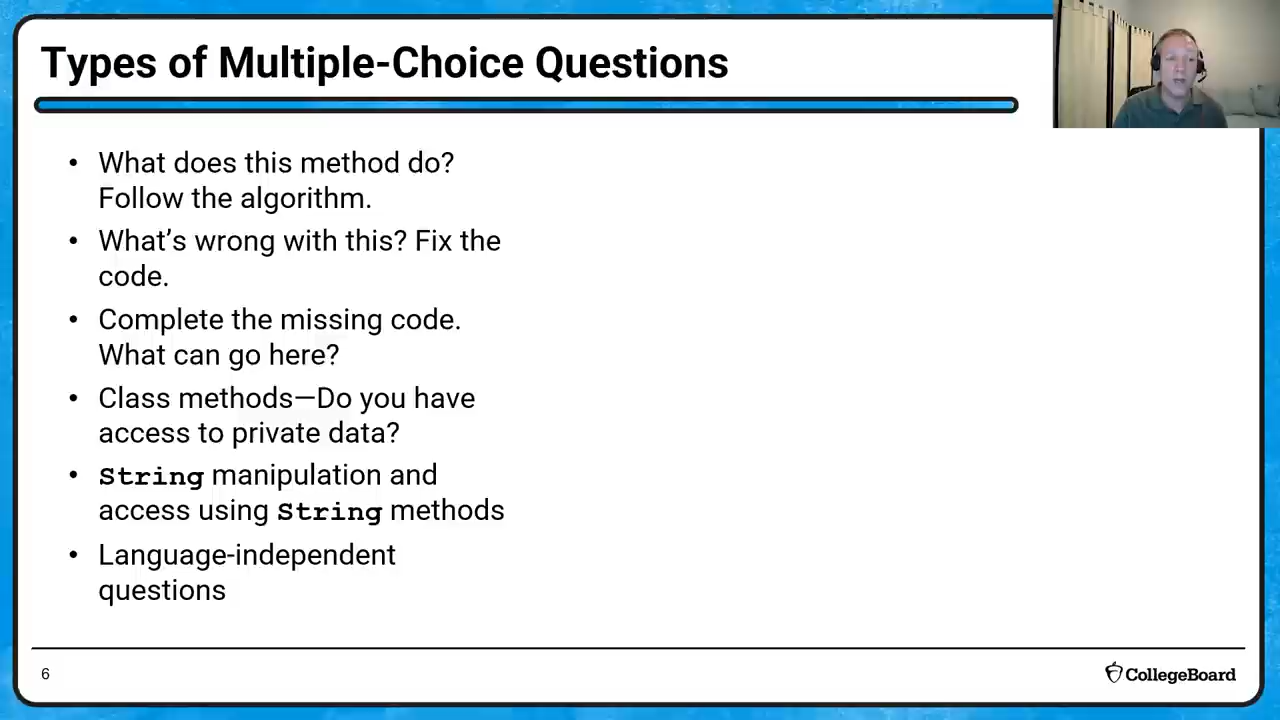 Types of Multiple-Choice Questions
• What does this method do?
Follow the algorithm.
• What’s wrong with this? Fix the
code.
• Complete the missing code.
What can go here?
• Class methods—Do you have
access to private data?
• String manipulation and
access using String methods
• Language-independent
questions
6
CollegeBoard